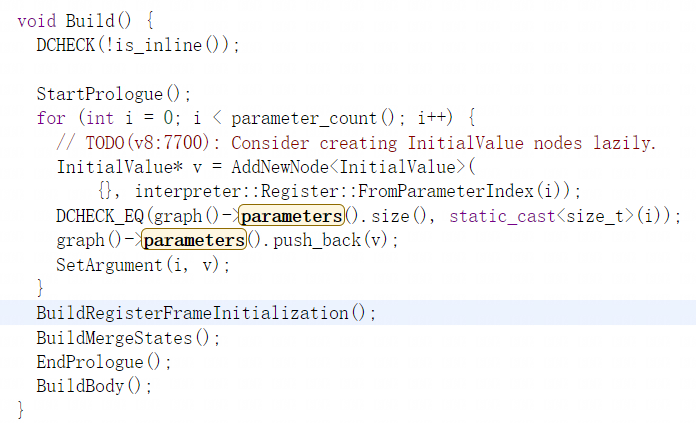 void Build() {
  DCHECK(!is_inline());

  StartPrologue();
  for (int i = 0; i < parameter_count(); i++) {
    // TODO(v8:7700): Consider creating InitialValue nodes lazily.
    InitialValue* v = AddNewNode<InitialValue>(
        {}, interpreter::Register::FromParameterIndex(i));
    DCHECK_EQ(graph()->parameters().size(), static_cast<size_t>(i));
    graph()->parameters().push_back(v);
    SetArgument(i, v);
  }
  BuildRegisterFrameInitialization();
  BuildMergeStates();
  EndPrologue();
  BuildBody();
}